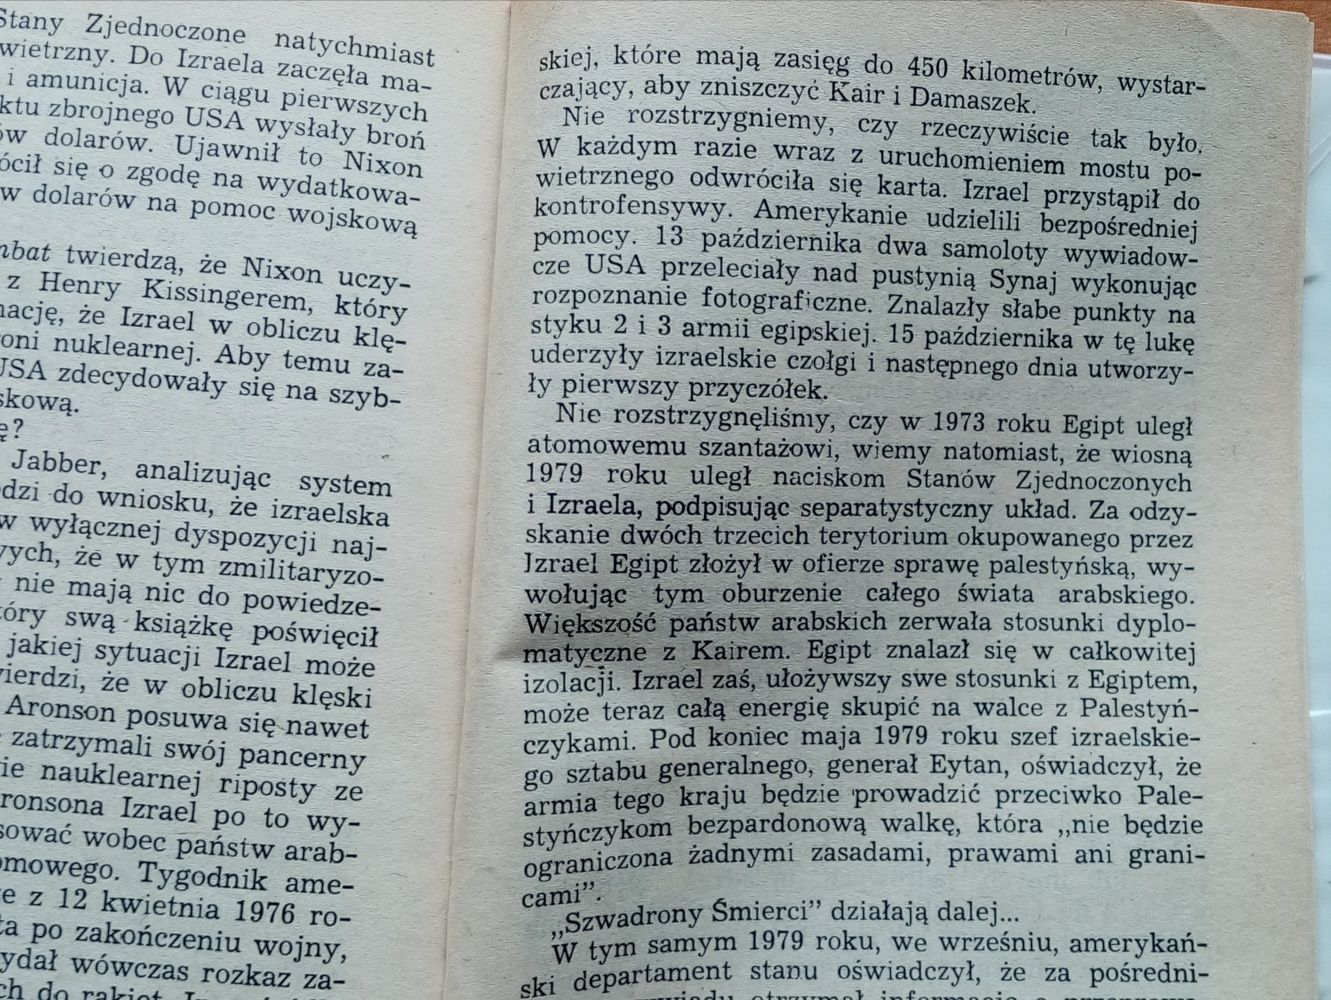 Stany Zjednoczone natychmiast
wietrzny. Do Izraela zaczęła ma-
i amunicja. W ciągu pierwszych
ktu zbrojnego USA wysłały broń
ów dolarów. Ujawnił to Nixon
ócił się o zgodę na wydatkowa-
w dolarów na pomoc wojskową
mbat twierdzą, że Nixon uczy-
z Henry Kissingerem, który
mację, że Izrael w obliczu klę-
oni nuklearnej. Aby temu za-
USA zdecydowały się na szyb-
skową.
ę?
Jabber, analizując system
odzi do wniosku, że izraelska
w wyłącznej dyspozycji naj-
wych, że w tym zmilitaryzo-
nie mają nic do powiedze-
tóry swą książkę poświęcił
jakiej sytuacji Izrael może
wierdzi, że w obliczu klęski
Aronson posuwa się nawet
zatrzymali swój pancerny
ie nauklearnej riposty ze
ronsona Izrael po to wy-
sować wobec państw arab-
omowego. Tygodnik ame-
e z 12 kwietnia 1976 ro-
ta po zakończeniu wojny,
ydał wówczas rozkaz za-
ch do rakiet
skiej, które mają zasięg do 450 kilometrów, wystar-
czający, aby zniszczyć Kair i Damaszek.
Nie rozstrzygniemy, czy rzeczywiście tak było.
W każdym razie wraz z uruchomieniem mostu po-
wietrznego odwróciła się karta. Izrael przystąpił do
kontrofensywy. Amerykanie udzielili bezpośredniej
pomocy. 13 października dwa samoloty wywiadow-
cze USA przeleciały nad pustynią Synaj wykonując
rozpoznanie fotograficzne. Znalazły słabe punkty na
styku 2 i 3 armii egipskiej. 15 października w tę lukę
uderzyły izraelskie czołgi i następnego dnia utworzy-
ły pierwszy przyczółek.
Nie rozstrzygnęliśmy, czy w 1973 roku Egipt uległ
atomowemu szantażowi, wiemy natomiast, że wiosną
1979 roku uległ naciskom Stanów Zjednoczonych
i Izraela, podpisując separatystyczny układ. Za odzy-
skanie dwóch trzecich terytorium okupowanego przez
Izrael Egipt złożył w ofierze sprawę palestyńską, wy-
wołując tym oburzenie całego świata arabskiego.
Większość państw arabskich zerwała stosunki dyplo-
matyczne z Kairem. Egipt znalazł się w całkowitej
izolacji. Izrael zaś, ułożywszy swe stosunki z Egiptem,
może teraz całą energię skupić na walce z Palestyń-
czykami. Pod koniec maja 1979 roku szef izraelskie-
go sztabu generalnego, generał Eytan, oświadczył, że
armia tego kraju będzie prowadzić przeciwko Pale-
styńczykom bezpardonową walkę, która „nie będzie
ograniczona żadnymi zasadami, prawami ani grani-
cami”.
„Szwadrony Śmierci” działają dalej...
W tym samym 1979 roku, we wrześniu, amerykań-
ski departament stanu oświadczył, że za pośredni-
otrzymał informację o